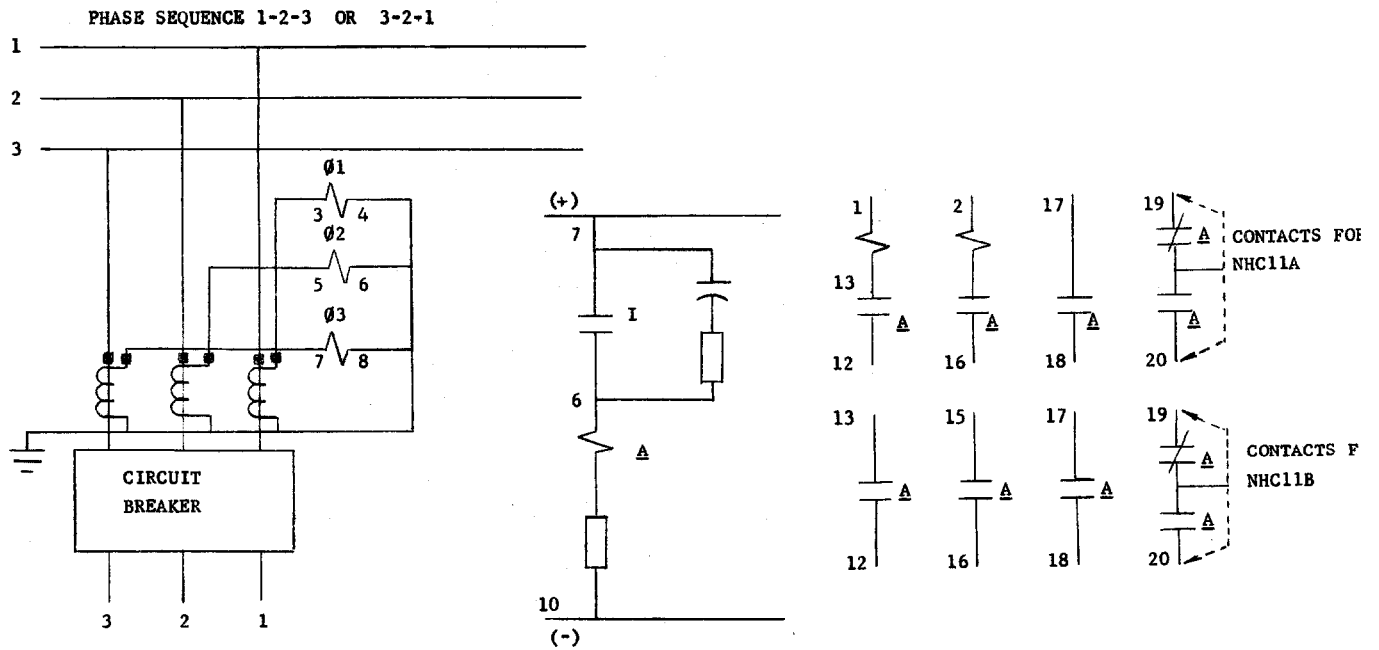 PHASE SEQUENCE 1-2-3 OR 3-2-1
1
2
3
Ø1
3 4
Ø2
5 6
Ø3
7 8
CIRCUIT
BREAKER
3 2 1
(+)
7
I
6
A
10
(-)
1 2 17 19
A
CONTACTS FOR
NHC11A
13
A A A A
12 16 18 20
13 15 17 19
A
CONTACTS F
NHC11B
A A A A
12 16 18 20